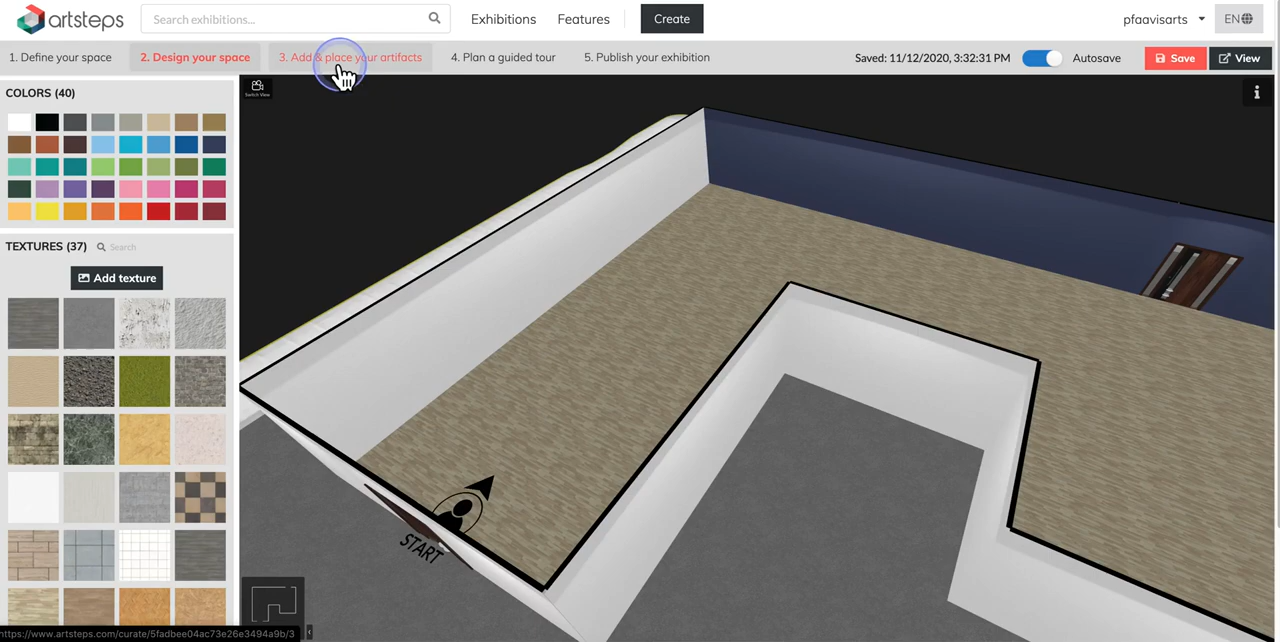 artsteps
Search exhibitions...
Exhibitions
Features
Create
pfaavisarts
EN
1. Define your space
2. Design your space
3. Add & place your artifacts
4. Plan a guided tour
5. Publish your exhibition
Saved: 11/12/2020, 3:32:31 PM
Autosave
Save
View
COLORS (40)
Switch View
i
TEXTURES (37)
Search
Add texture
START
https://www.artsteps.com/curate/5fadbee04ac73e26e3494a9b/3